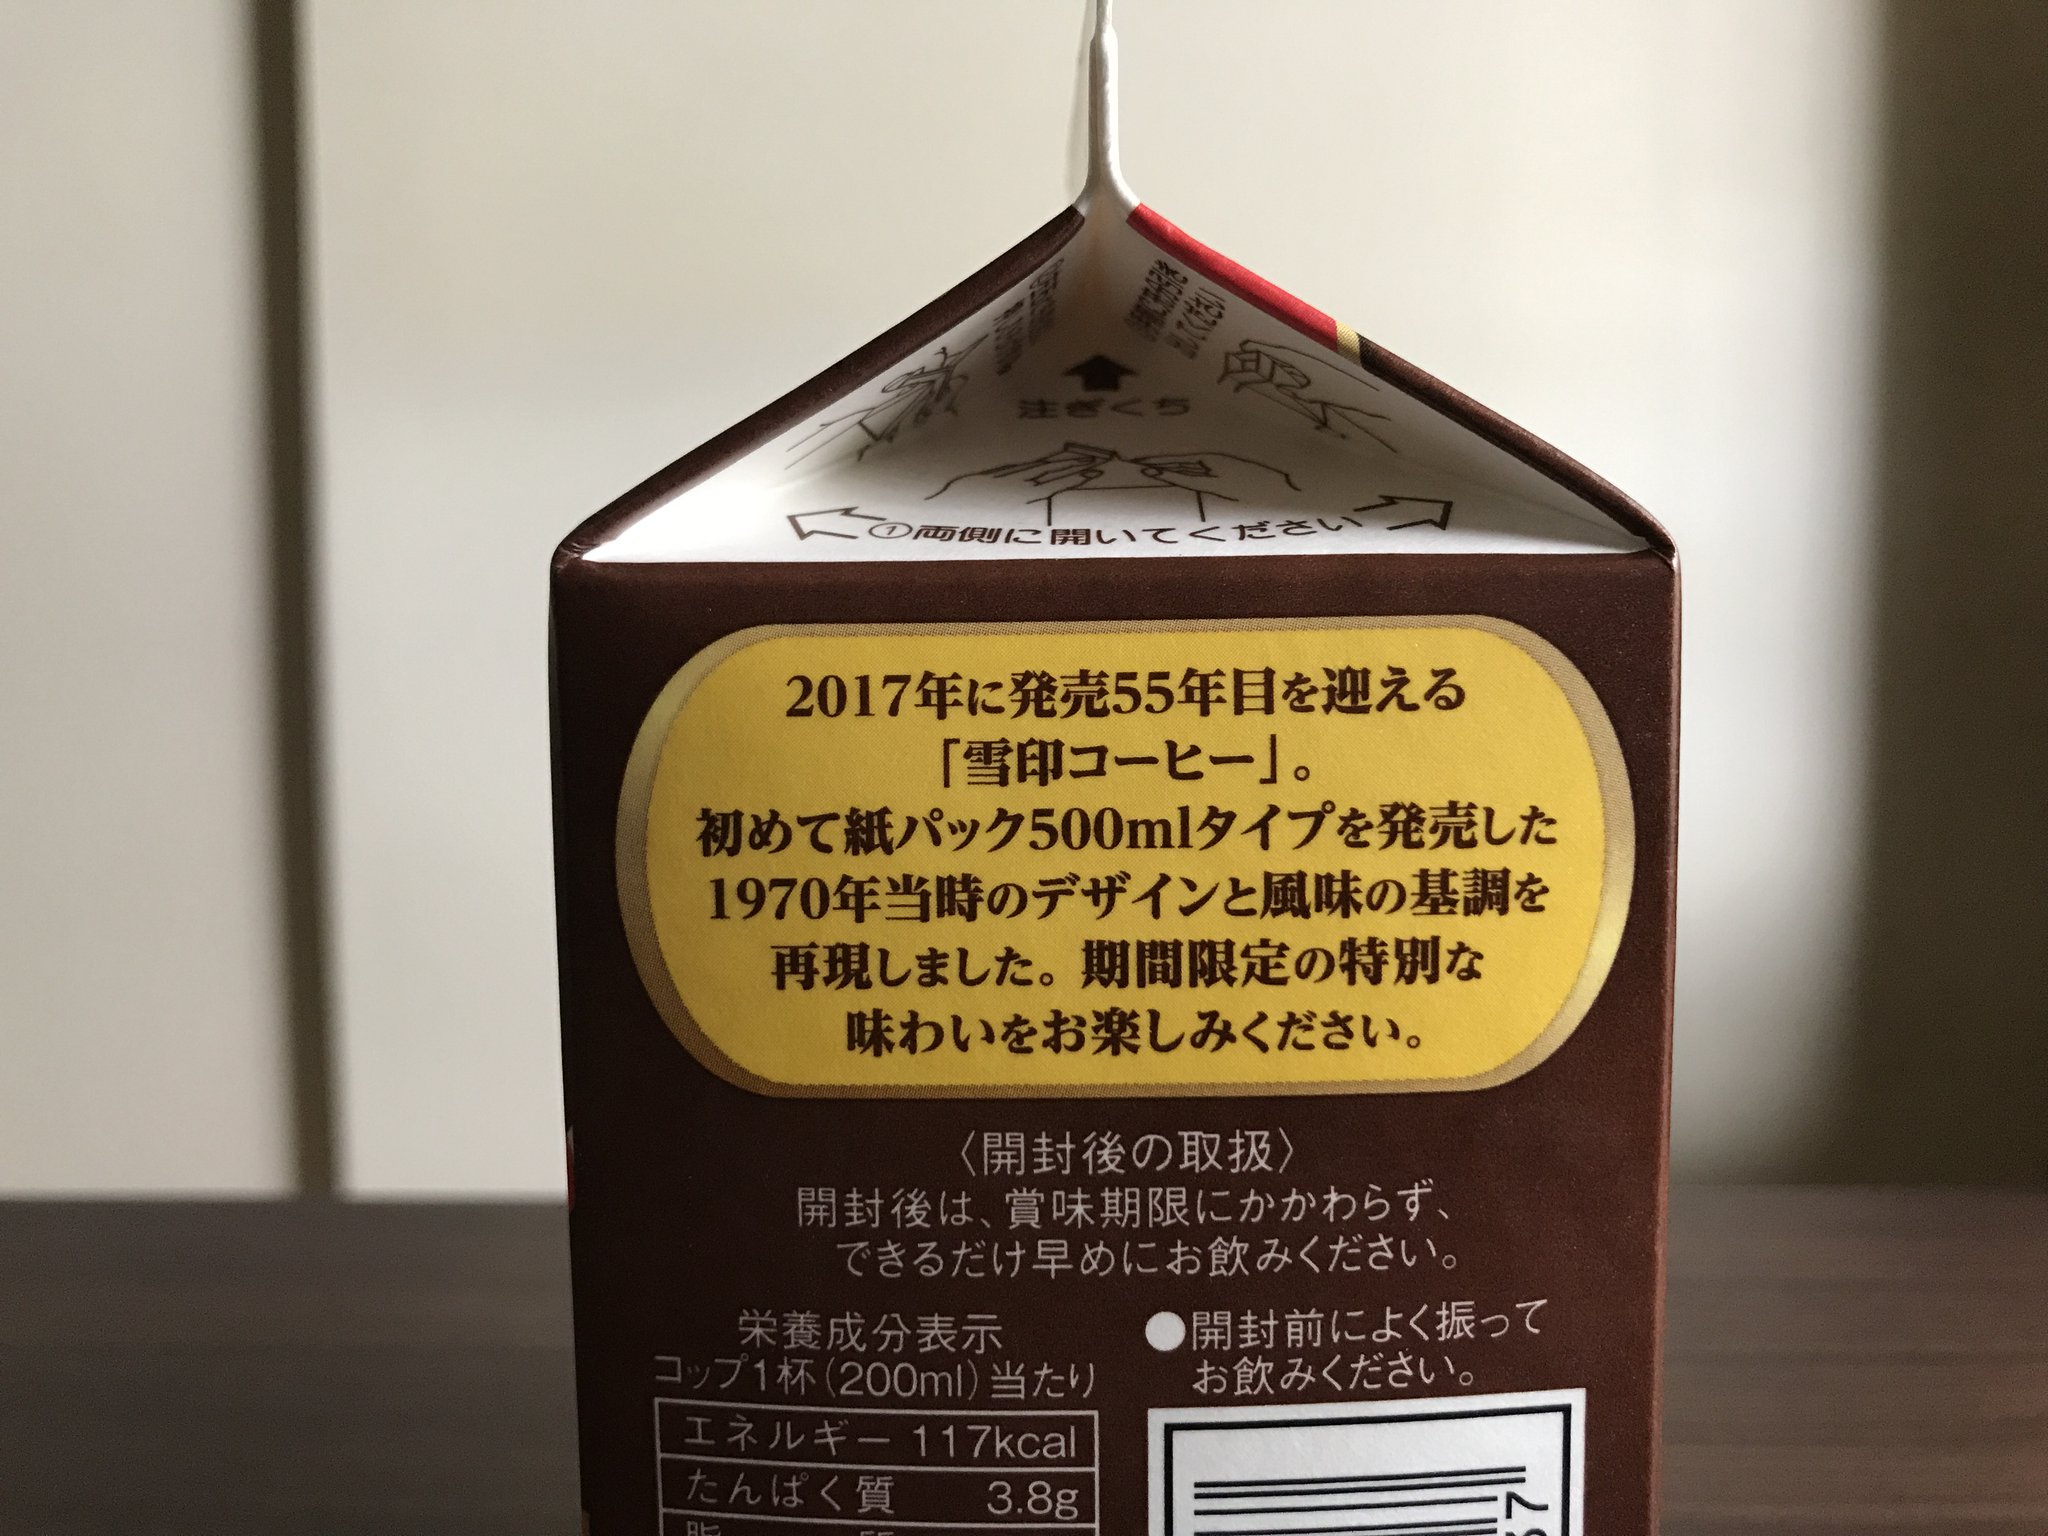 注ぎくち
①両側に開いてください
2017年に発売55年目を迎える
「雪印コーヒー」。
初めて紙パック500mlタイプを発売した
1970年当時のデザインと風味の基調を
再現しました。期間限定の特別な
味わいをお楽しみください。
〈開封後の取扱〉
開封後は、賞味期限にかかわらず、
できるだけ早めにお飲みください。
栄養成分表示
コップ1杯(200ml)当たり
エネルギー 117kcal
たんぱく質 3.8g
●開封前によく振って
お飲みください。